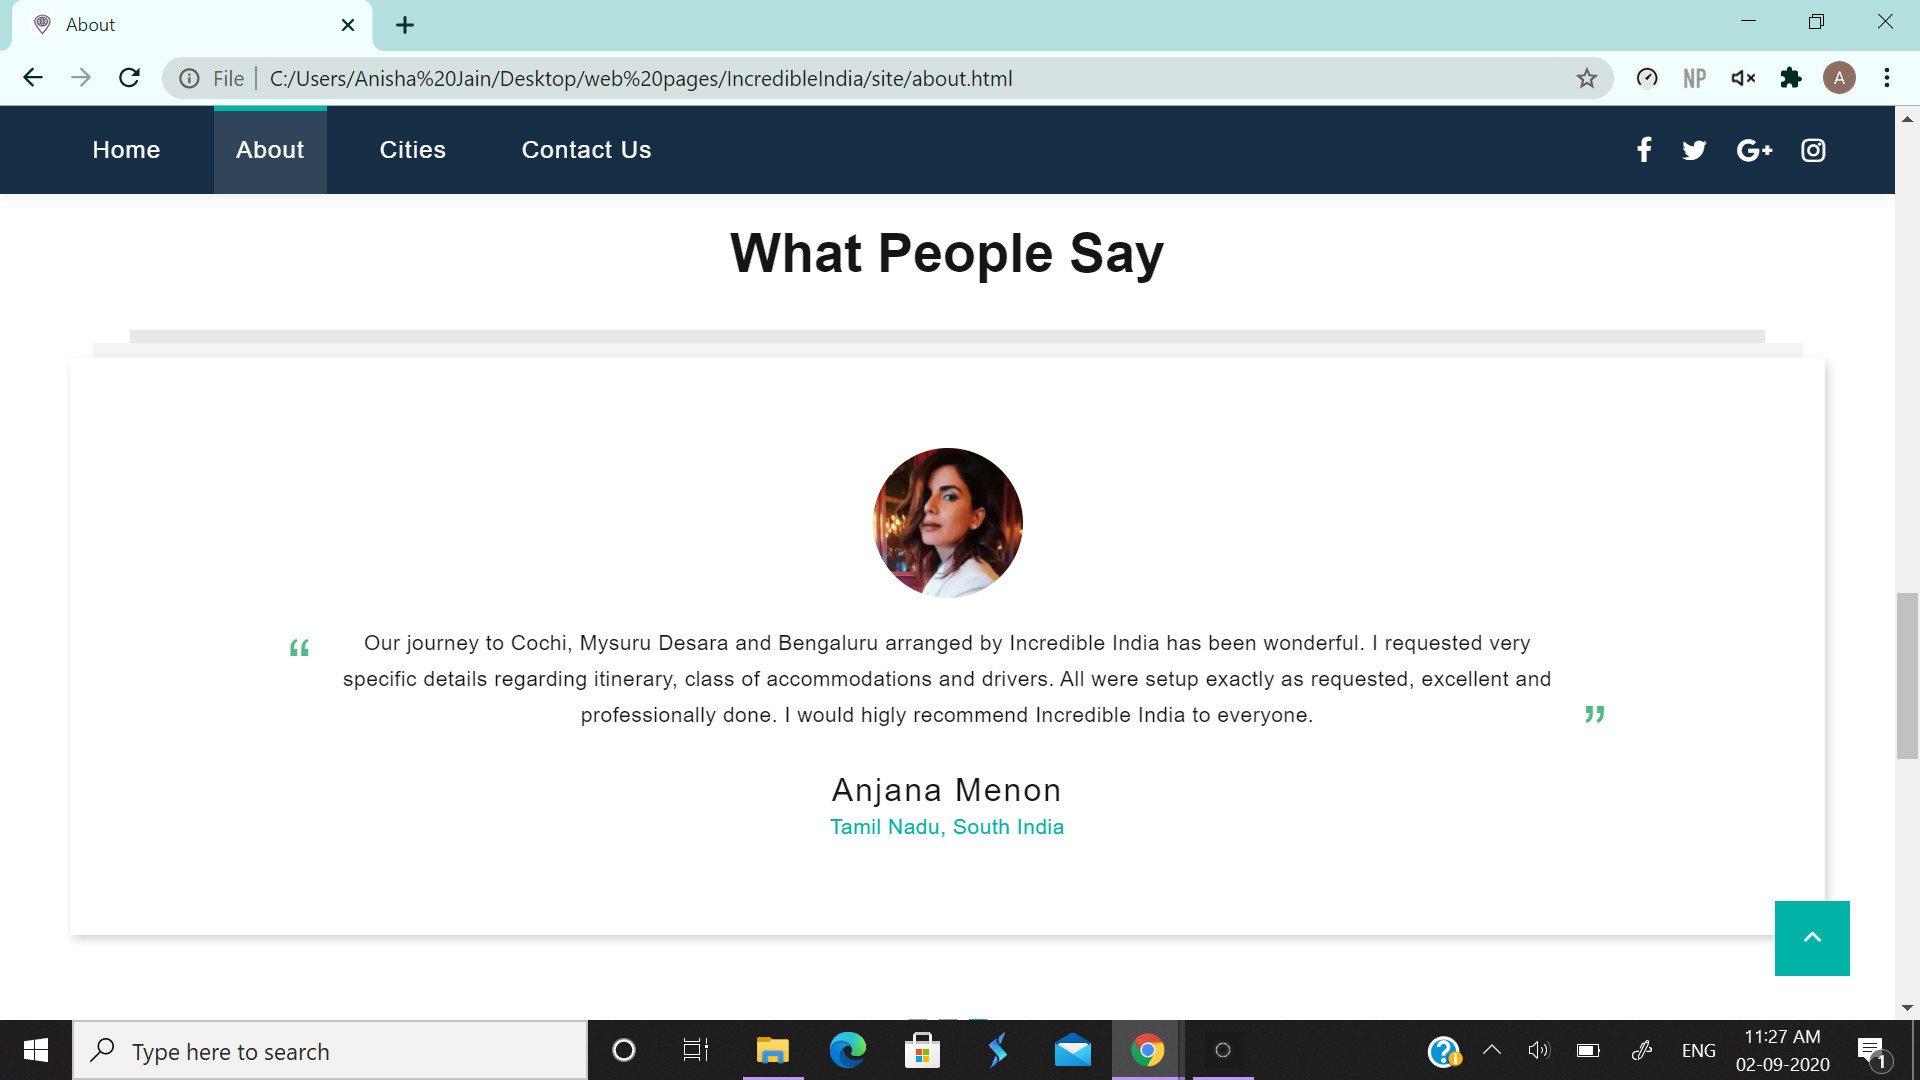 About
File
C:/Users/Anisha%20Jain/Desktop/web%20pages/IncredibleIndia/site/about.html
NP
A
Home
About
Cities
Contact Us
G+
What People Say
“
Our journey to Cochi, Mysuru Desara and Bengaluru arranged by Incredible India has been wonderful. I requested very
specific details regarding itinerary, class of accommodations and drivers. All were setup exactly as requested, excellent and
professionally done. I would higly recommend Incredible India to everyone.
”
Anjana Menon
Tamil Nadu, South India
Type here to search
ENG
11:27 AM
02-09-2020
1